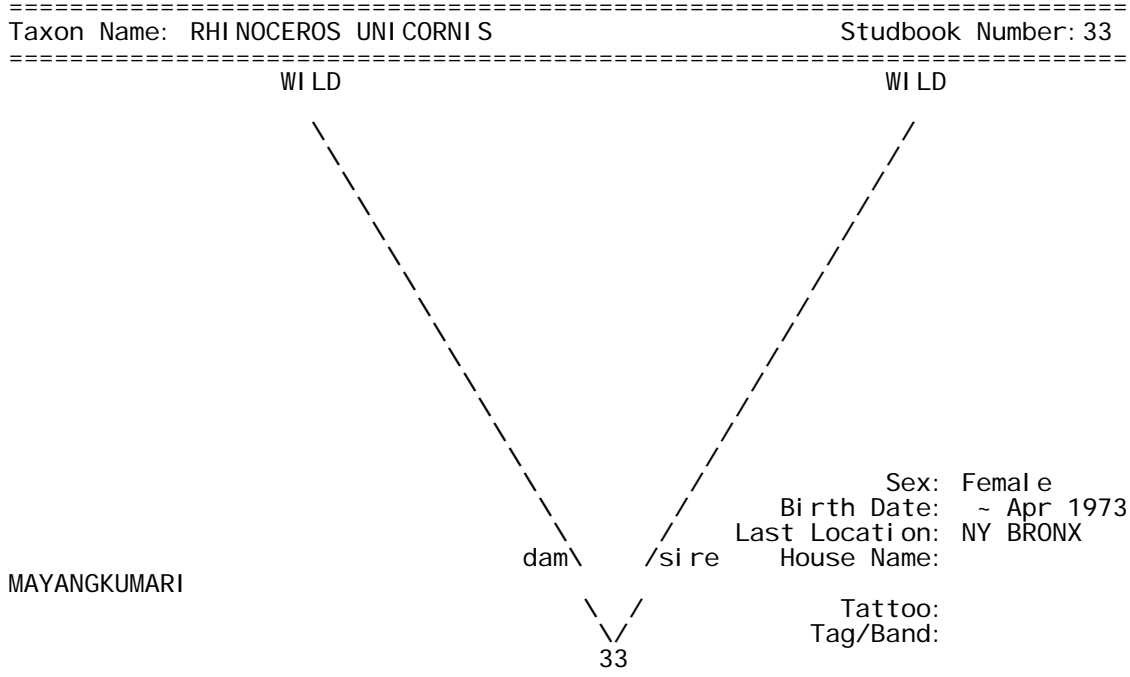 ================================================================================
Taxon Name: RHINOCEROS UNICORNIS Studbook Number:33
================================================================================
WILD WILD
Sex: Female
Birth Date: ~ Apr 1973
Last Location: NY BRONX
dam\ /sire House Name:
MAYANGKUMARI
Tattoo:
Tag/Band:
33